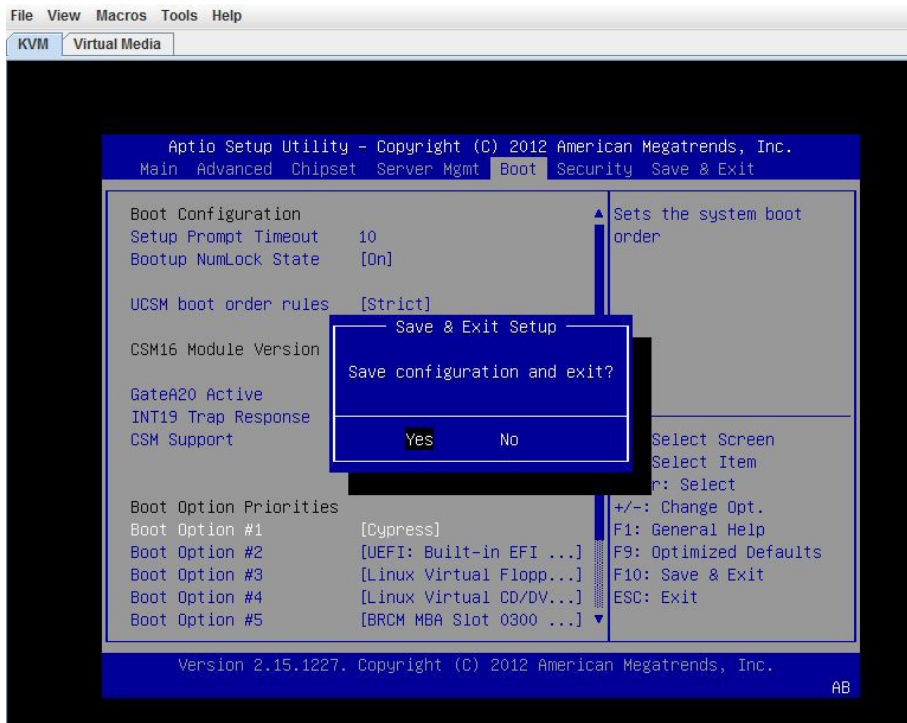 File View Macros Tools Help
KVM Virtual Media
Aptio Setup Utility - Copyright (C) 2012 American Megatrends, Inc.
Main Advanced Chipset Server Mgmt Boot Security Save & Exit
Boot Configuration
Setup Prompt Timeout 10
Bootup NumLock State [On]
UCSM boot order rules [Strict]
CSM16 Module Version
GateA20 Active
INT19 Trap Response
CSM Support
Boot Option Priorities
Boot Option #1 [Cypress]
Boot Option #2 [UEFI: Built-in EFI ...]
Boot Option #3 [Linux Virtual Flopp...]
Boot Option #4 [Linux Virtual CD/DV...]
Boot Option #5 [BRCM MBA Slot 0300 ...]
Save & Exit Setup
Save configuration and exit?
Yes No
Sets the system boot
order
Select Screen
Select Item
r: Select
+/-: Change Opt.
F1: General Help
F9: Optimized Defaults
F10: Save & Exit
ESC: Exit
Version 2.15.1227. Copyright (C) 2012 American Megatrends, Inc.
AB